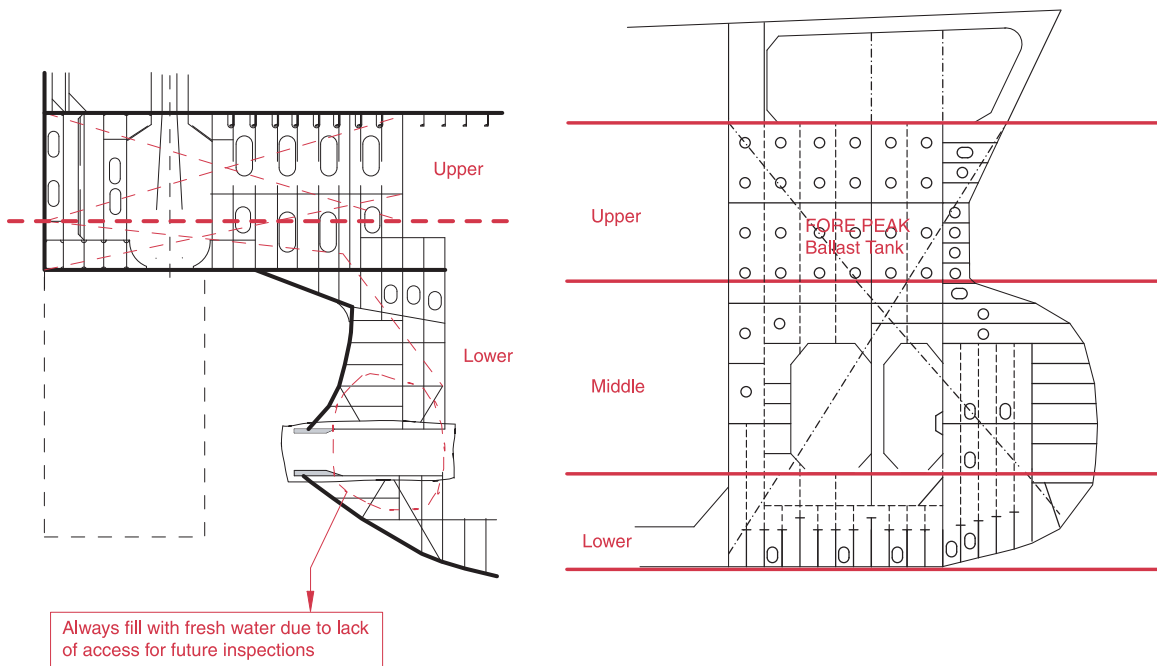 Upper
Lower
Always fill with fresh water due to lack
of access for future inspections
Upper
FORE PEAK
Ballast Tank
Middle
Lower